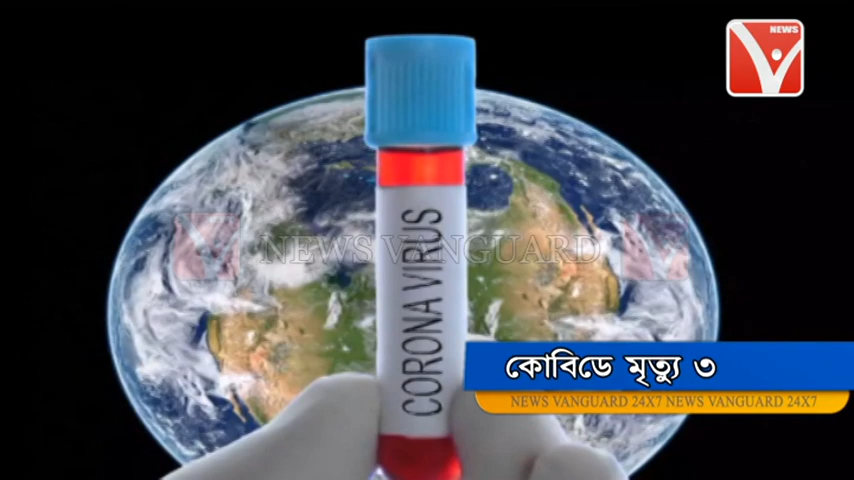 NEWS
NEWS VANGUARD
CORONA VIRUS
কোবিডে মৃত্যু ৩
NEWS VANGUARD 24X7 NEWS VANGUARD 24X7